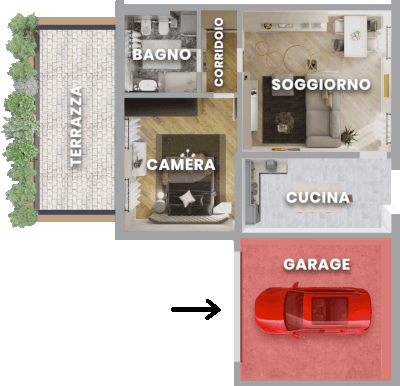 BAGNO
CORRIDOIO
SOGGIORNO
TERRAZZA
CAMERA
CUCINA
GARAGE